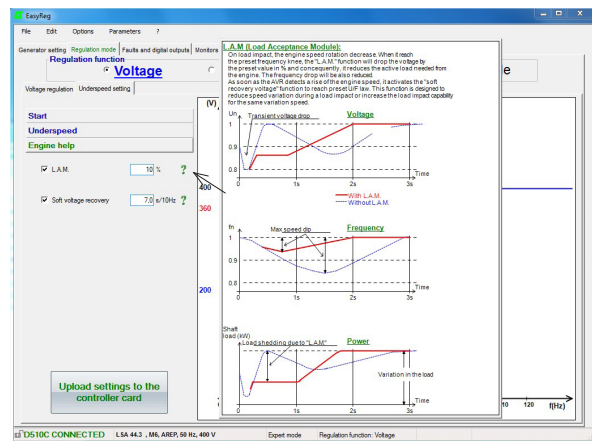 EasyReg
File Edit Options Parameters ?
Generator setting Regulation mode Faults and digital outputs Monitors
Regulation function
Voltage
Voltage regulation Underspeed setting
Start
Underspeed
Engine help
L.A.M. 10 % ?
Soft voltage recovery 7,0 s/10Hz ?
Upload settings to the
controller card
(V)
400
360
200
L.A.M (Load Acceptance Module):
On load impact, the engine speed rotation decrease. When it reach
the preset frequency knee, the "L.A.M" function will drop the voltage by
the preset value in % and concequently, it reduces the active load needed from
the engine. The frequency drop will be also reduced.
As soon as the AVR detects a rise of the engine speed, it activates the "soft
recovery voltage" function to reach preset U/F law. This function is designed to
reduce speed variation during a load impact or increase the load impact capability
for the same variation speed.
Un Transient voltage drop Voltage
1
0.9
0.8
Time
0 1s 2s 3s
With L.A.M.
Without L.A.M.
fn Max speed dip Frequency
1
0.9
0.8
Time
0 1s 2s 3s
Shaft
load (kW)
Load shedding due to "L.A.M" Power
Variation in the load
Time
0 1s 2s 3s
10 120 f(Hz)
D510C CONNECTED LSA 44.3 , M6, AREP, 50 Hz, 400 V Expert mode Regulation function: Voltage